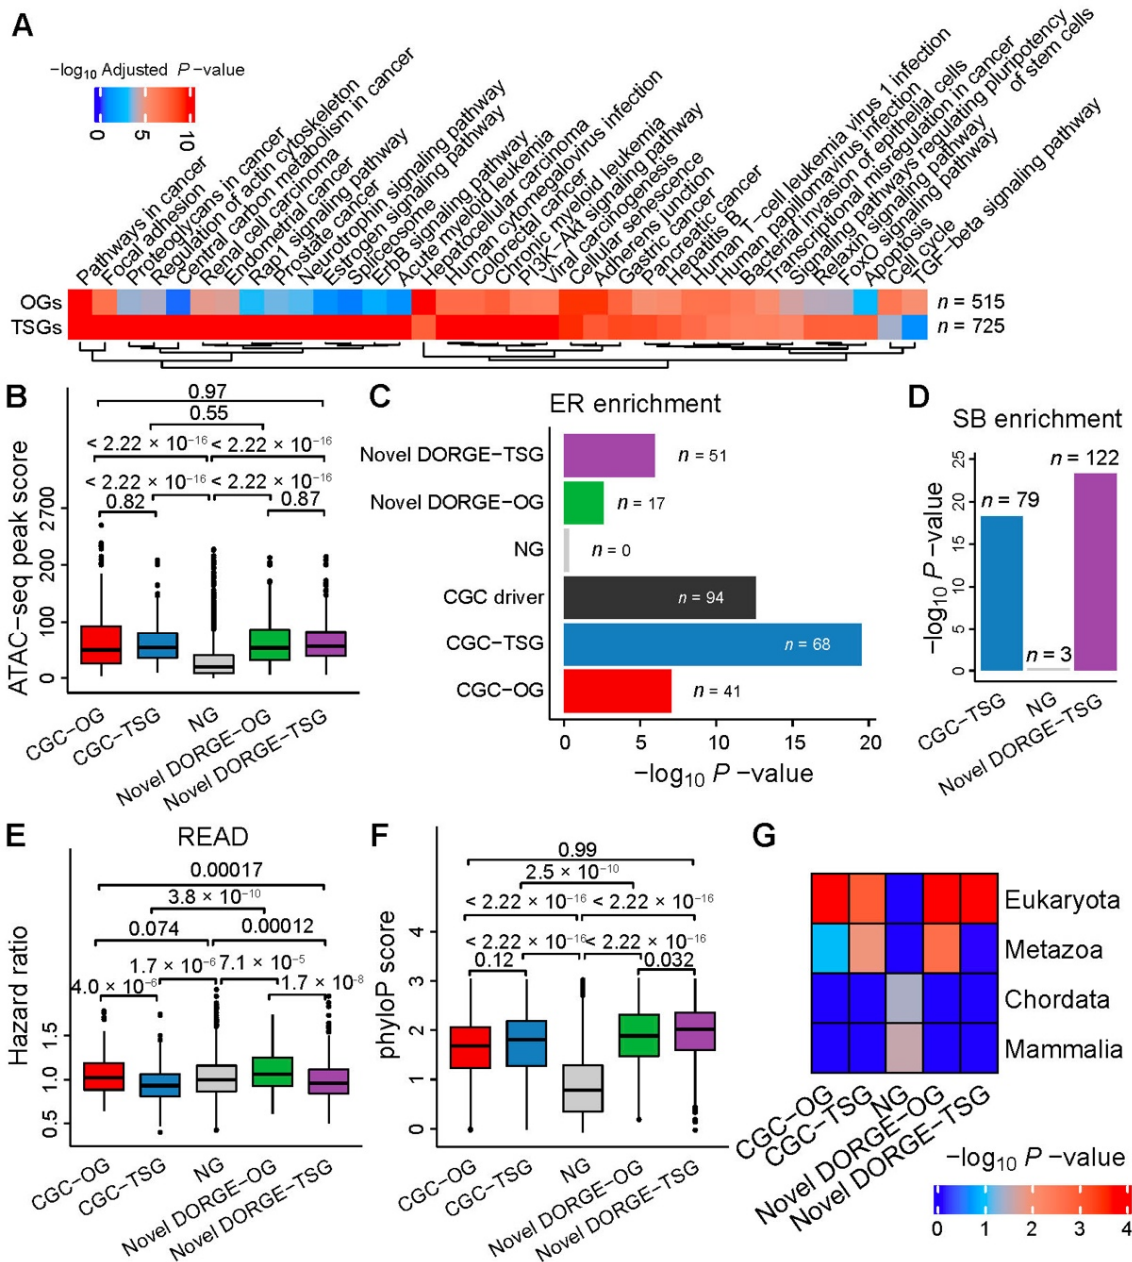 A
−log10 Adjusted P −value
0
5
10
Pathways in cancer
Focal adhesion
Proteoglycans in cancer
Regulation of actin cytoskeleton
Central carbon metabolism in cancer
Renal cell carcinoma
Endometrial cancer
Rap1 signaling pathway
Prostate cancer
Neurotrophin signaling pathway
Estrogen signaling pathway
Spliceosome
ErbB signaling pathway
Acute myeloid leukemia
Hepatocellular carcinoma
Human cytomegalovirus infection
Colorectal cancer
Chronic myeloid leukemia
PI3K−Akt signaling pathway
Viral carcinogenesis
Cellular senescence
Adherens junction
Gastric cancer
Pancreatic cancer
Hepatitis B
Human T−cell leukemia virus 1 infection
Human papillomavirus infection
Bacterial invasion of epithelial cells
Transcriptional misregulation in cancer
Signaling pathways regulating pluripotency
of stem cells
Relaxin signaling pathway
FoxO signaling pathway
Apoptosis
Cell cycle
TGF−beta signaling pathway
OGs
n = 515
TSGs
n = 725
B
ATAC−seq peak score
0.97
0.55
< 2.22 × 10−16
< 2.22 × 10−16
< 2.22 × 10−16
< 2.22 × 10−16
0.82
0.87
2700
200
100
0
CGC−OG
CGC−TSG
NG
Novel DORGE−OG
Novel DORGE−TSG
C
ER enrichment
Novel DORGE−TSG
n = 51
Novel DORGE−OG
n = 17
NG
n = 0
CGC driver
n = 94
CGC−TSG
n = 68
CGC−OG
n = 41
0 5 10 15 20
−log10 P −value
D
SB enrichment
−log10 P −value
25
20
15
10
5
0
n = 79
n = 3
n = 122
CGC−TSG
NG
Novel DORGE−TSG
E
READ
Hazard ratio
0.00017
3.8 × 10−10
0.074
0.00012
1.7 × 10−6
7.1 × 10−5
4.0 × 10−6
1.7 × 10−8
1.5
1.0
0.5
CGC−OG
CGC−TSG
NG
Novel DORGE−OG
Novel DORGE−TSG
F
phyloP score
0.99
2.5 × 10−10
< 2.22 × 10−16
< 2.22 × 10−16
< 2.22 × 10−16
< 2.22 × 10−16
0.12
0.032
4
3
2
1
0
CGC−OG
CGC−TSG
NG
Novel DORGE−OG
Novel DORGE−TSG
G
Eukaryota
Metazoa
Chordata
Mammalia
CGC−OG
CGC−TSG
NG
Novel DORGE−OG
Novel DORGE−TSG
−log10 P −value
0 1 2 3 4